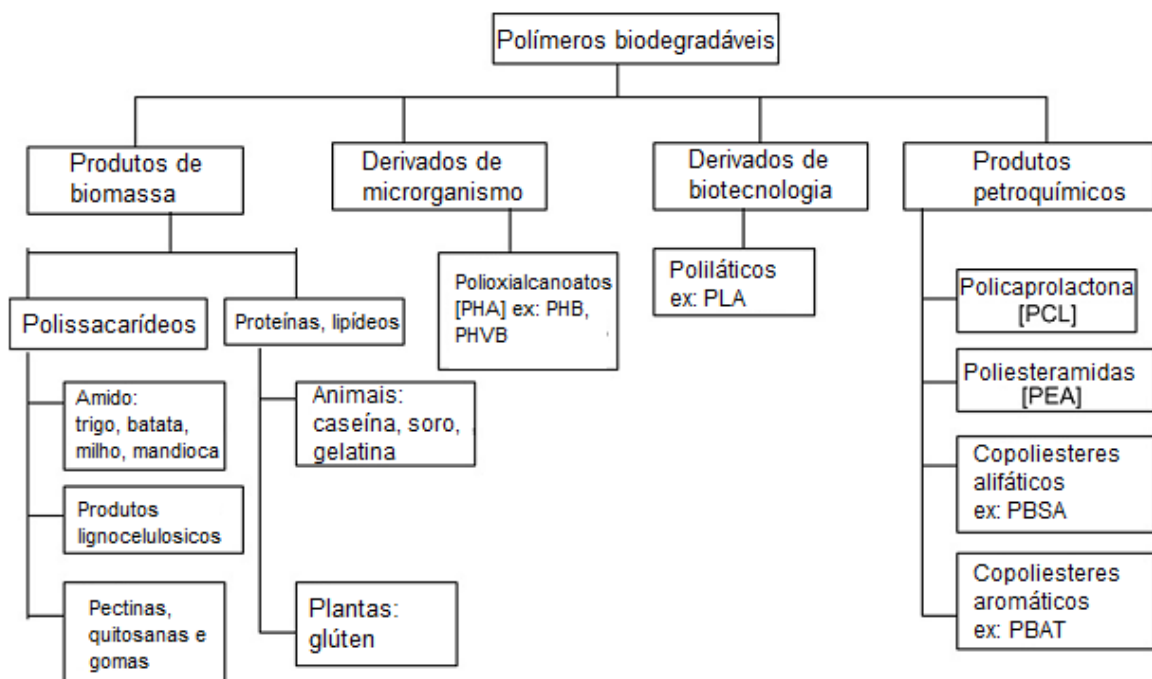 Polímeros biodegradáveis
Produtos de
biomassa
Derivados de
microrganismo
Derivados de
biotecnologia
Produtos
petroquímicos
Polissacarídeos
Proteínas, lipídeos
Polioxialcanoatos
[PHA] ex: PHB,
PHVB
Poliláticos
ex: PLA
Policaprolactona
[PCL]
Poliesteramidas
[PEA]
Copoliesteres
alifáticos
ex: PBSA
Copoliesteres
aromáticos
ex: PBAT
Amido:
trigo, batata,
milho, mandioca
Produtos
lignocelulosicos
Pectinas,
quitosanas e
gomas
Animais:
caseína, soro,
gelatina
Plantas:
glúten